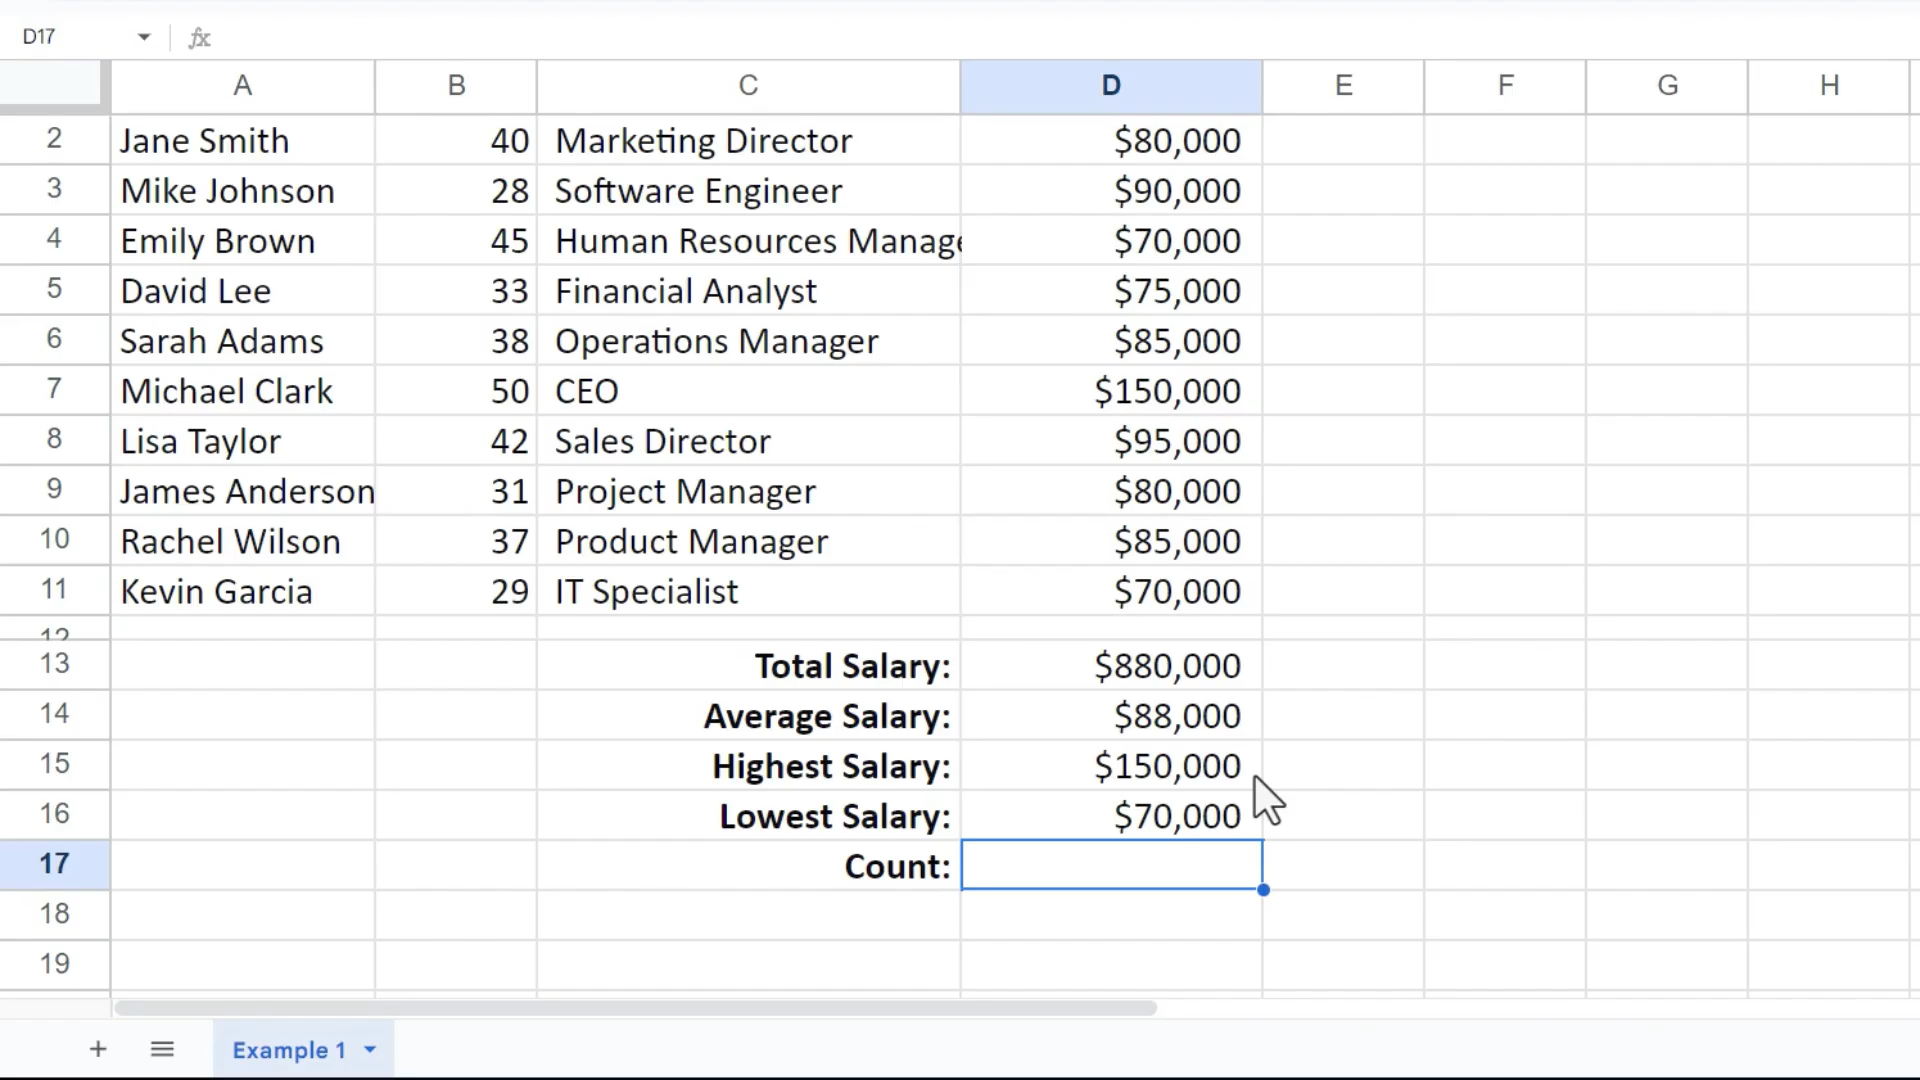 D17 fx
A B C D E F G H
2 Jane Smith 40 Marketing Director $80,000
3 Mike Johnson 28 Software Engineer $90,000
4 Emily Brown 45 Human Resources Manage $70,000
5 David Lee 33 Financial Analyst $75,000
6 Sarah Adams 38 Operations Manager $85,000
7 Michael Clark 50 CEO $150,000
8 Lisa Taylor 42 Sales Director $95,000
9 James Anderson 31 Project Manager $80,000
10 Rachel Wilson 37 Product Manager $85,000
11 Kevin Garcia 29 IT Specialist $70,000
12
13 Total Salary: $880,000
14 Average Salary: $88,000
15 Highest Salary: $150,000
16 Lowest Salary: $70,000
17 Count:
18
19
+ Example 1